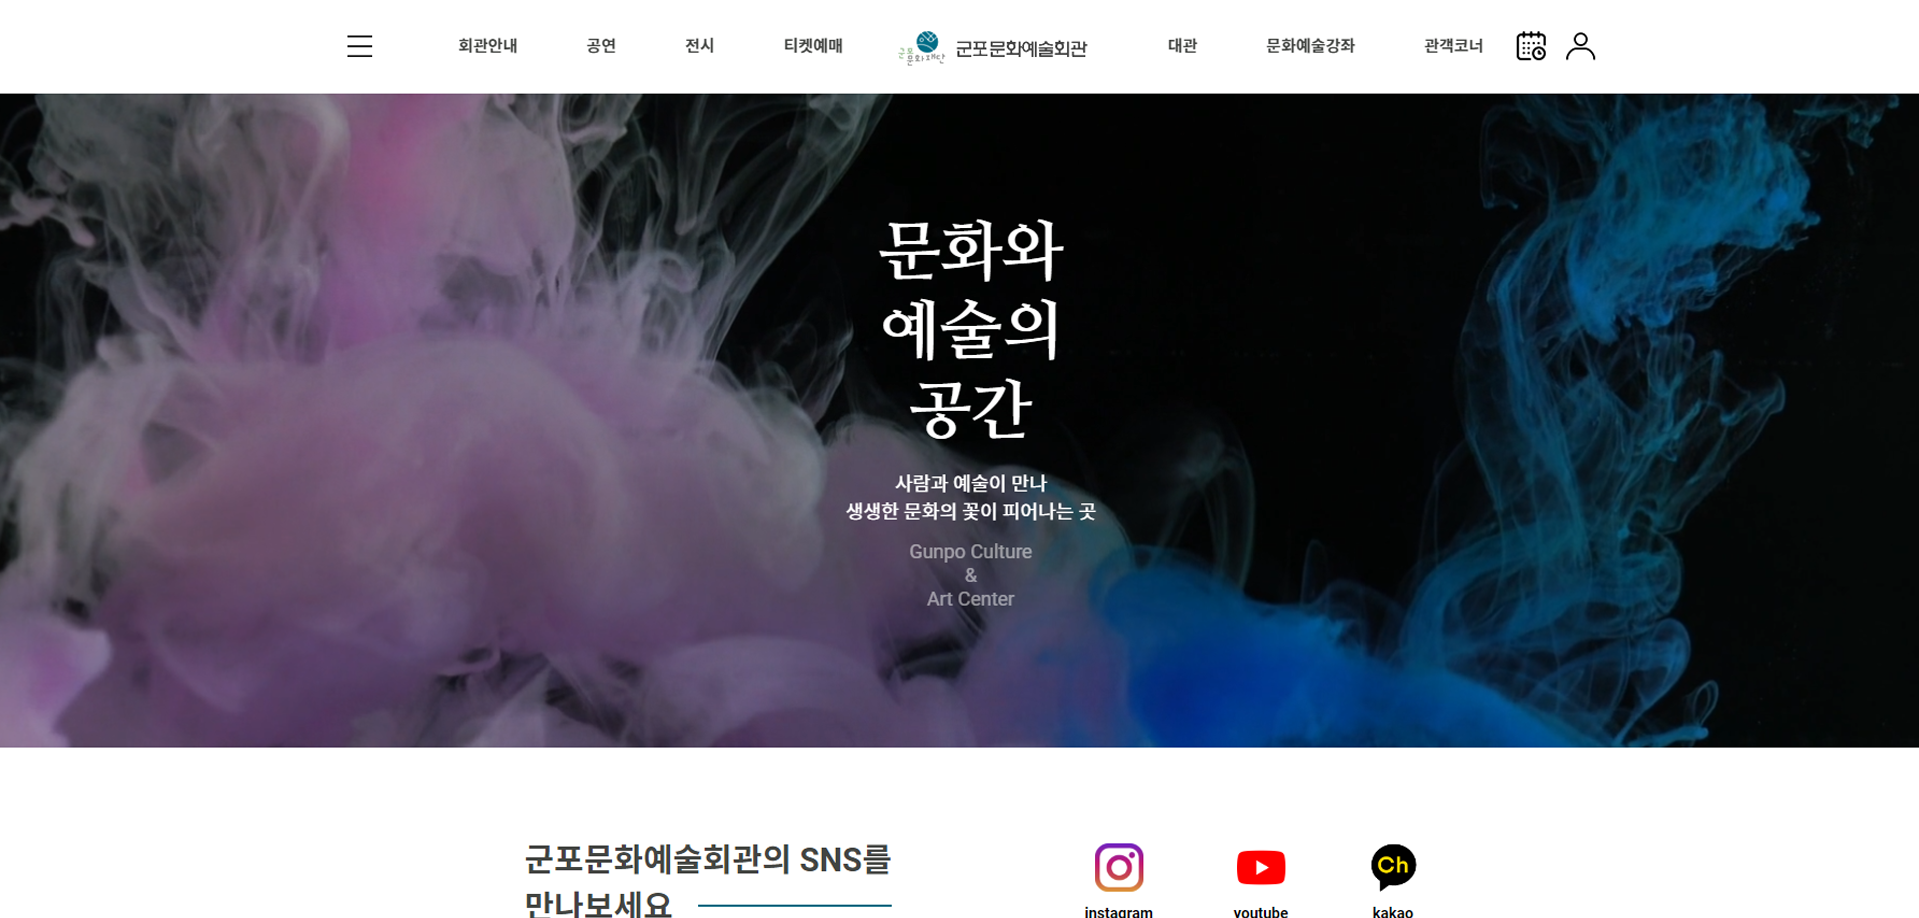 회관안내 공연 전시 티켓예매 군포문화재단 군포문화예술회관 대관 문화예술강좌 관객코너
문화와
예술의
공간
사람과 예술이 만나
생생한 문화의 꽃이 피어나는 곳
Gunpo Culture
&
Art Center
군포문화예술회관의 SNS를
만나보세요
Ch
instagram youtube kakao